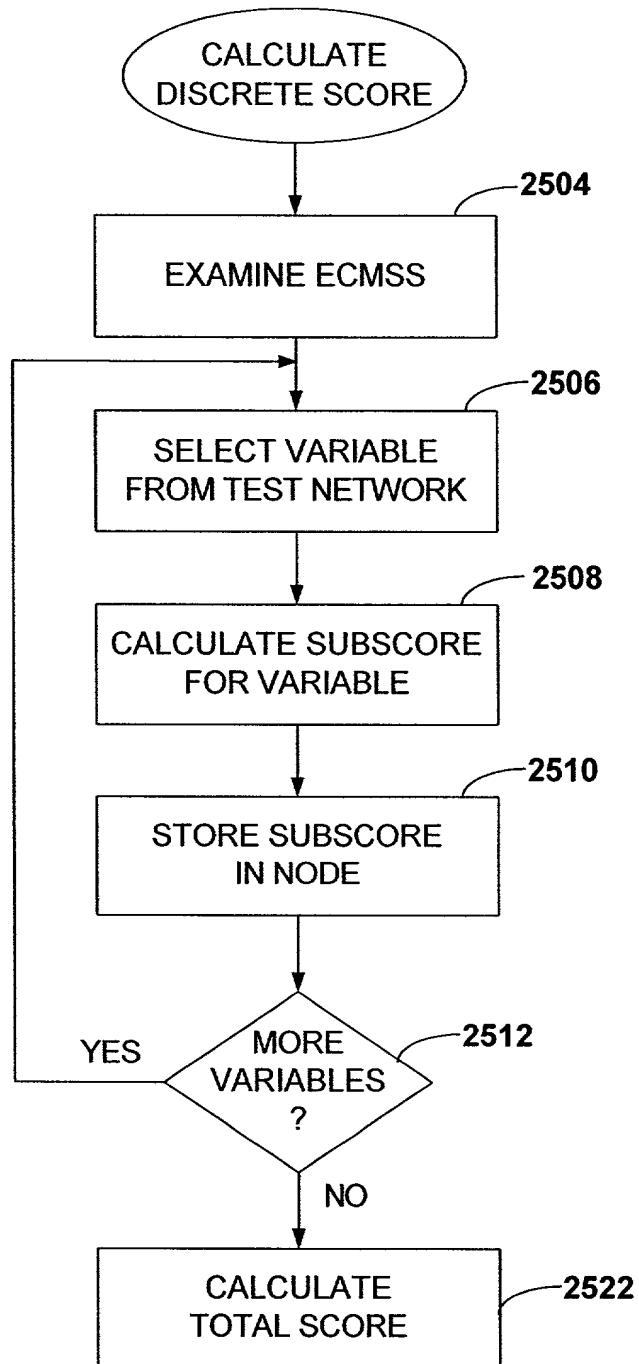 CALCULATE
DISCRETE SCORE
2504
EXAMINE ECMSS
2506
SELECT VARIABLE
FROM TEST NETWORK
2508
CALCULATE SUBSCORE
FOR VARIABLE
2510
STORE SUBSCORE
IN NODE
2512
YES
MORE
VARIABLES
?
NO
CALCULATE
TOTAL SCORE
2522